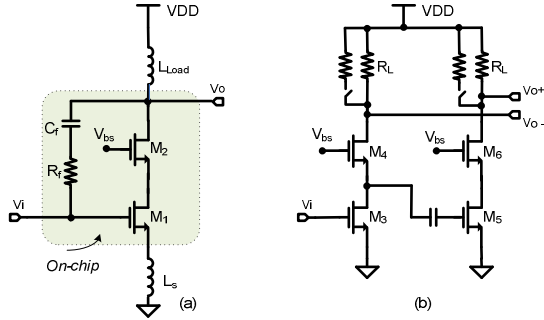 VDD
L Load
Vo
Cf
Vbs
M2
Rf
Vi
M1
On-chip
Ls
(a)
VDD
RL
RL
Vo+
Vo -
Vbs
M4
Vbs
M6
Vi
M3
M5
(b)